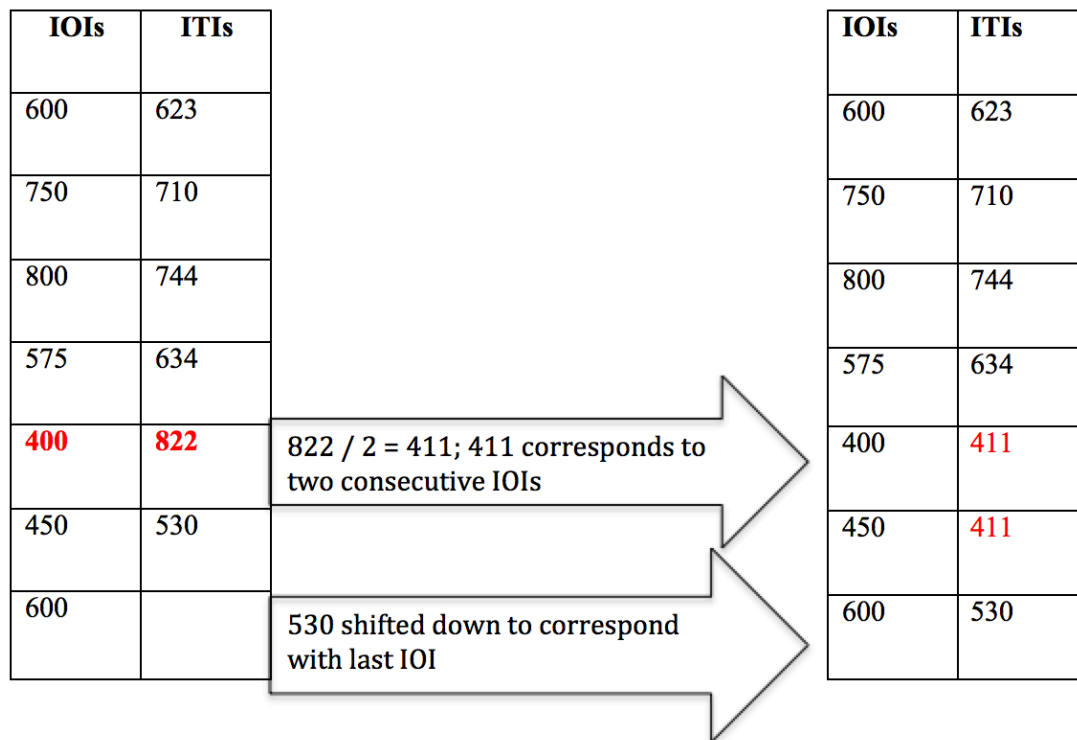 IOIs ITIs
600 623
750 710
800 744
575 634
400 822
450 530
600
822 / 2 = 411; 411 corresponds to
two consecutive IOIs
530 shifted down to correspond
with last IOI
IOIs ITIs
600 623
750 710
800 744
575 634
400 411
450 411
600 530